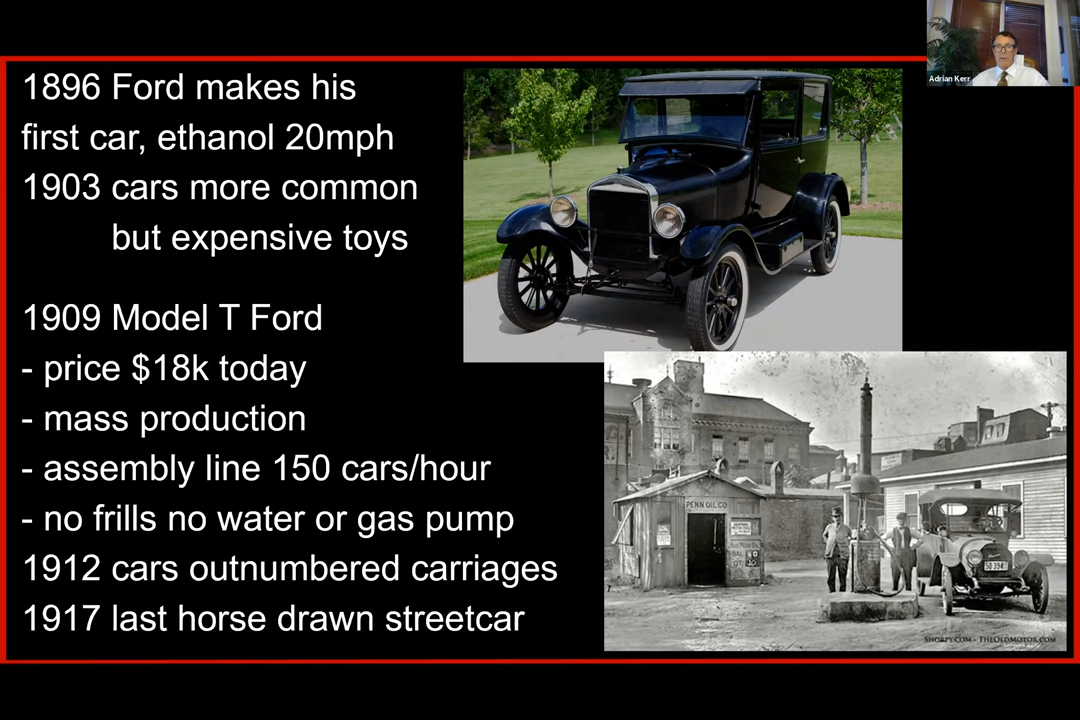 1896 Ford makes his
first car, ethanol 20mph
1903 cars more common
but expensive toys
1909 Model T Ford
- price $18k today
- mass production
- assembly line 150 cars/hour
- no frills no water or gas pump
1912 cars outnumbered carriages
1917 last horse drawn streetcar
Adrian Kerr
PENN OIL CO
SHORPY.COM - THEOLDMOTOR.COM